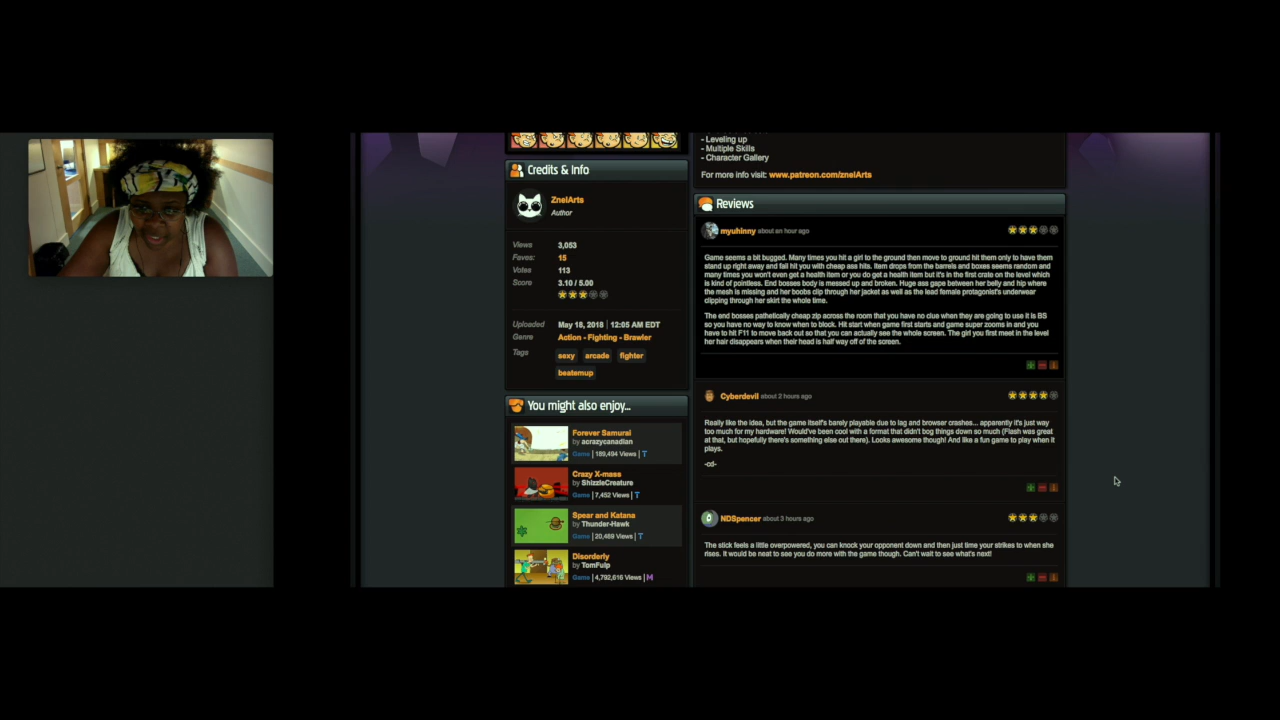 - Leveling up
- Multiple Skills
- Character Gallery
For more info visit: www.patreon.com/znelArts
Credits & Info
ZnelArts
Author
Views 3,053
Faves: 15
Votes 113
Score 3.10 / 5.00
Uploaded May 18, 2018 | 12:05 AM EDT
Genre Action - Fighting - Brawler
Tags sexy arcade fighter
beatemup
You might also enjoy...
Forever Samurai
by acrazycanadian
Game | 189,494 Views | T
Crazy X-mass
by ShizzleCreature
Game | 7,452 Views | T
Spear and Katana
by Thunder-Hawk
Game | 20,489 Views | T
Disorderly
by TomFulp
Game | 4,792,616 Views | M
Reviews
myuhinny about an hour ago
Game seems a bit bugged. Many times you hit a girl to the ground then move to ground hit them only to have them
stand up right away and fall hit you with cheap ass hits. Item drops from the barrels and boxes seems random and
many times you won't even get a health item or you do get a health item but it's in the first crate on the level which
is kind of pointless. End bosses body is messed up and broken. Huge ass gape between her belly and hip where
the mesh is missing and her boobs clip through her jacket as well as the lead female protagonist's underwear
clipping through her skirt the whole time.
The end bosses pathetically cheap zip across the room that you have no clue when they are going to use it is BS
so you have no way to know when to block. Hit start when game first starts and game super zooms in and you
have to hit F11 to move back out so that you can actually see the whole screen. The girl you first meet in the level
her hair disappears when their head is half way off of the screen.
Cyberdevil about 2 hours ago
Really like the idea, but the game itself's barely playable due to lag and browser crashes... apparently it's just way
too much for my hardware! Would've been cool with a format that didn't bog things down so much (Flash was great
at that, but hopefully there's something else out there). Looks awesome though! And like a fun game to play when it
plays.
-cd-
NDSpencer about 3 hours ago
The stick feels a little overpowered, you can knock your opponent down and then just time your strikes to when she
rises. It would be neat to see you do more with the game though. Can't wait to see what's next!